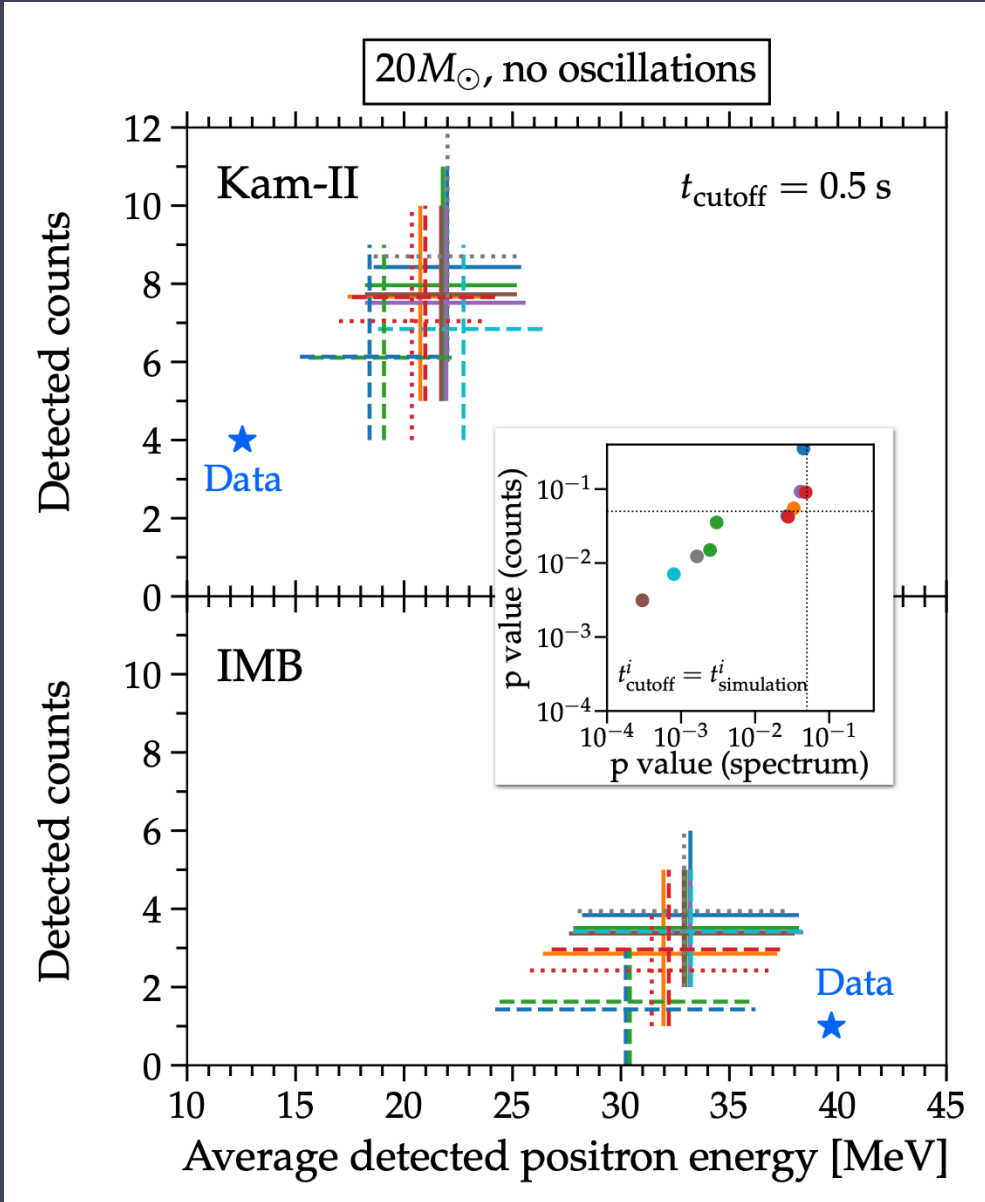 20M☉, no oscillations
Detected counts
12
10
8
6
4
2
0
Kam-II
t_cutoff = 0.5 s
Data
Detected counts
10
8
6
4
2
0
IMB
Data
p value (counts)
10⁻¹
10⁻²
10⁻³
10⁻⁴
tⁱ_cutoff = tⁱ_simulation
10⁻⁴ 10⁻³ 10⁻² 10⁻¹
p value (spectrum)
10 15 20 25 30 35 40 45
Average detected positron energy [MeV]